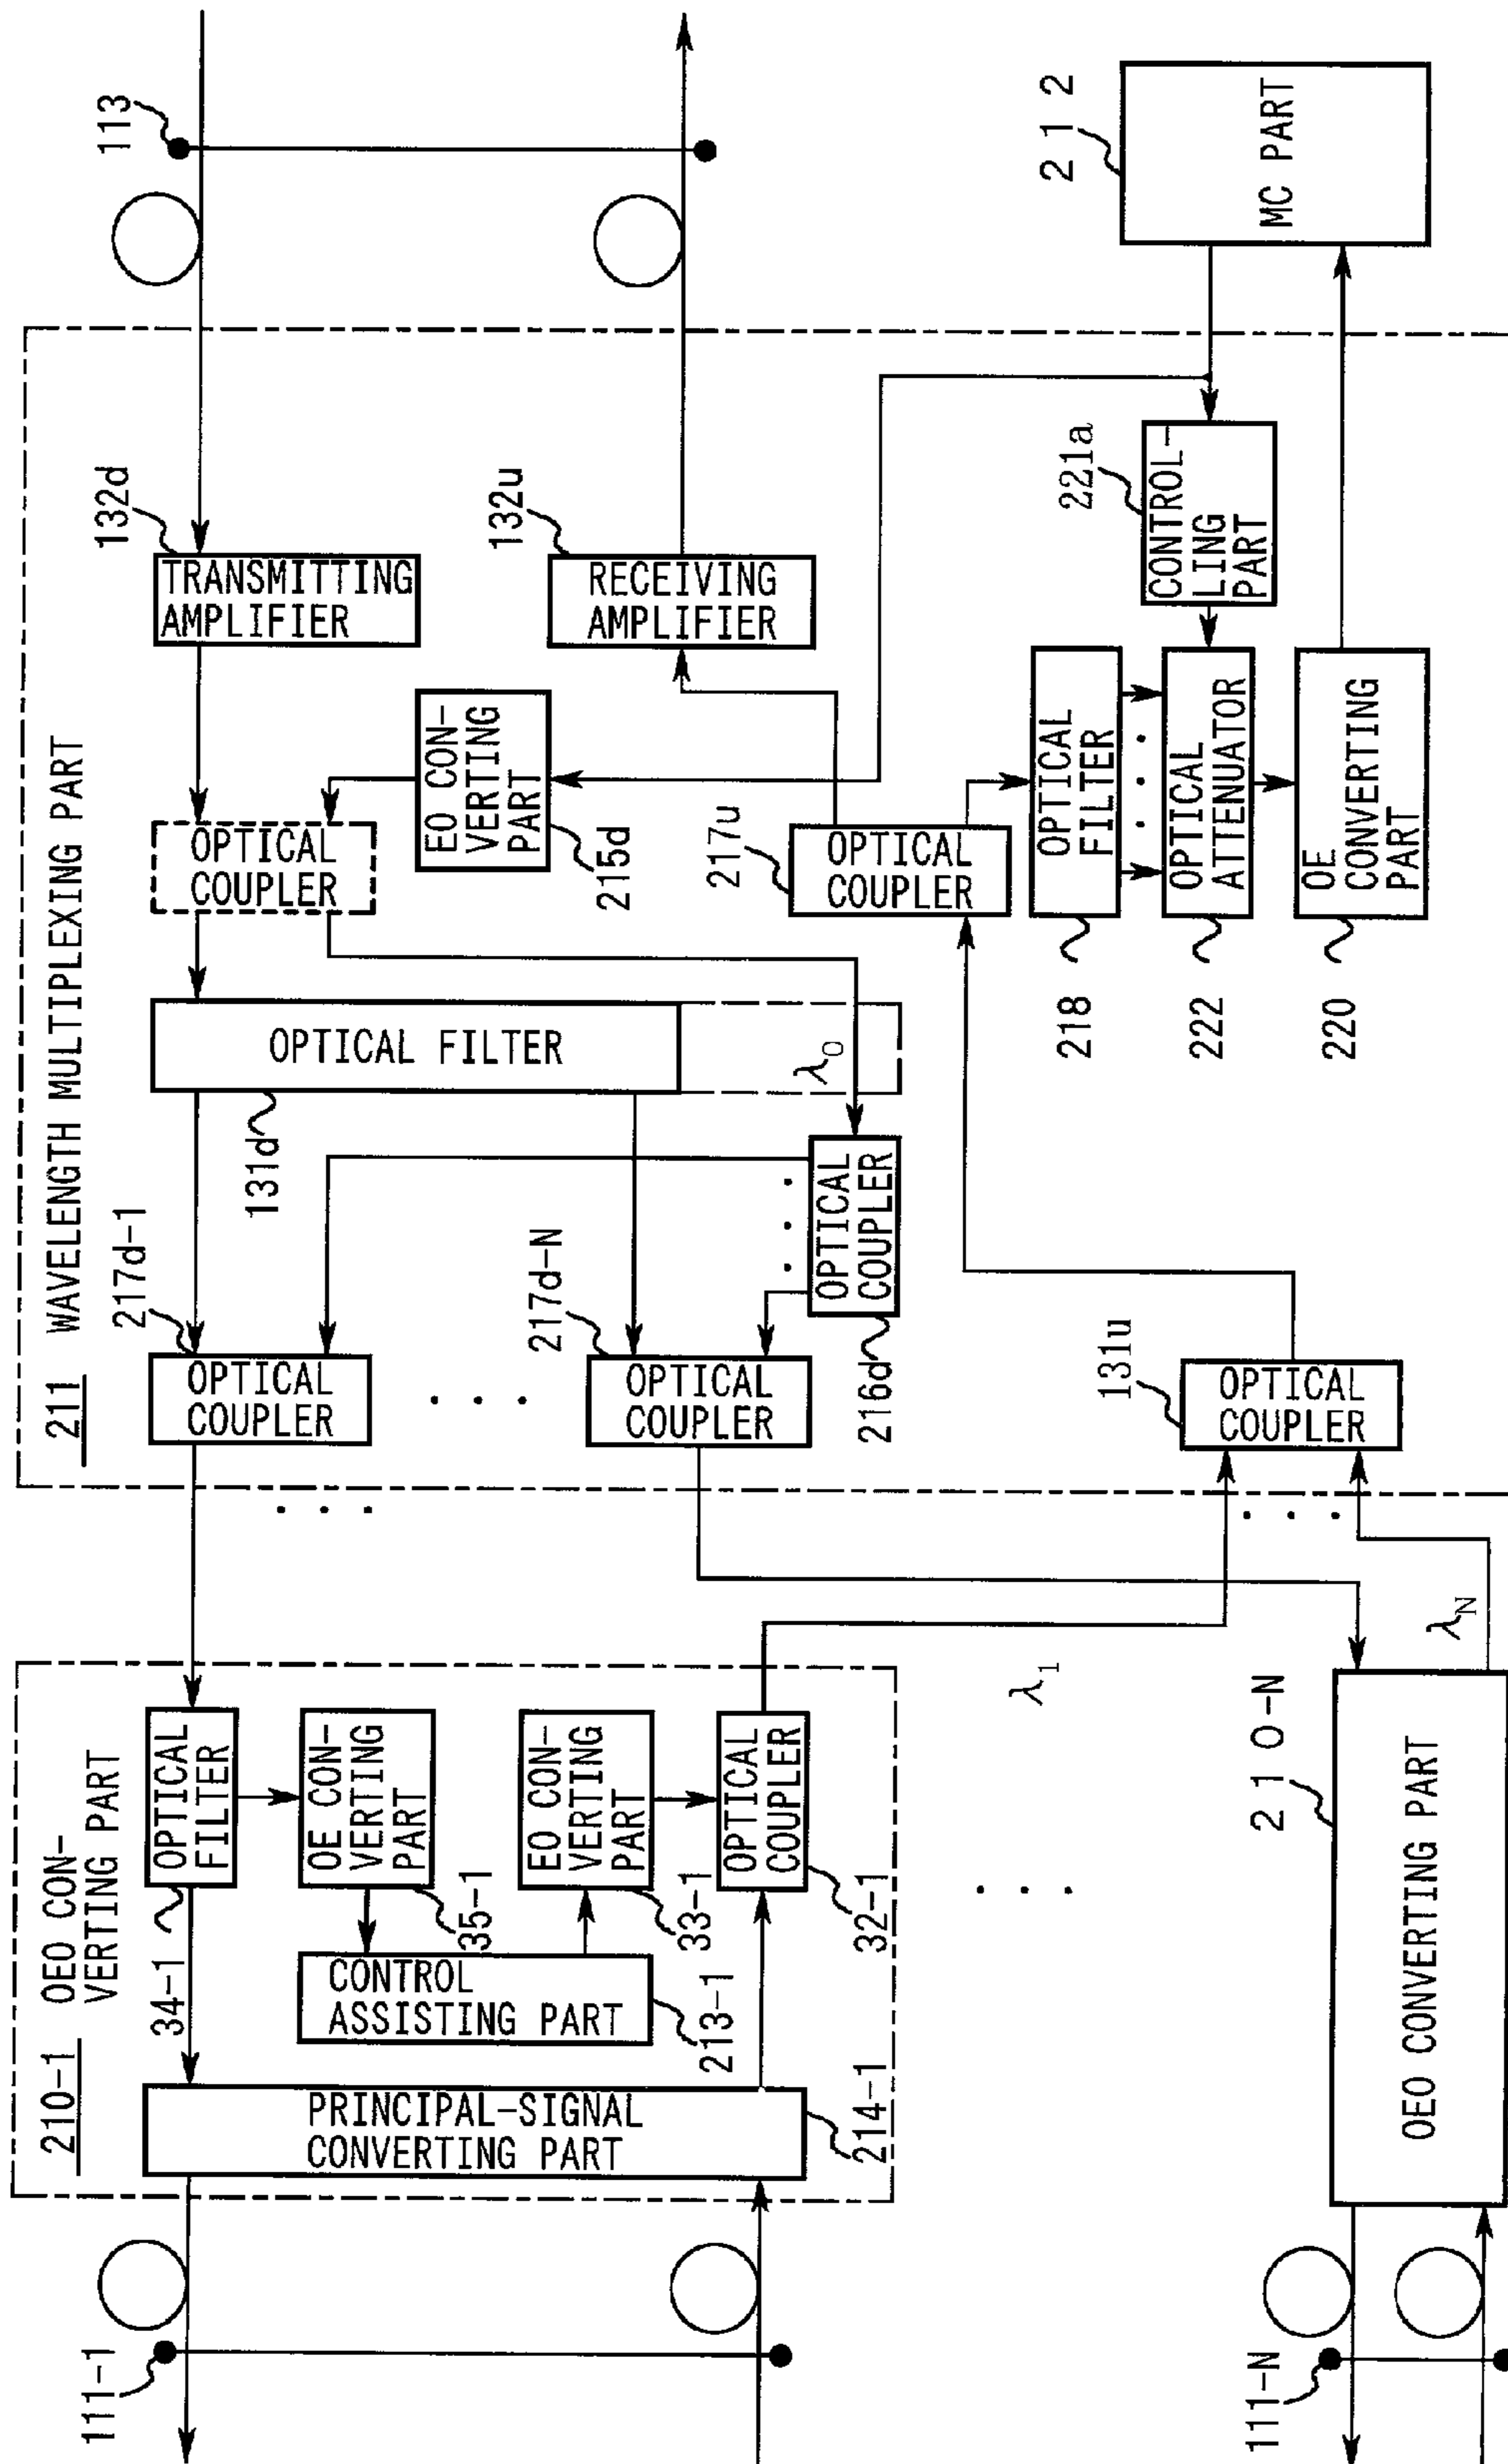 211 WAVELENGTH MULTIPLEXING PART
113
132d
TRANSMITTING
AMPLIFIER
132u
RECEIVING
AMPLIFIER
2 1 2
MC PART
OPTICAL
COUPLER
EO CON-
VERTING
PART
215d
221a
CONTROL-
LING
PART
OPTICAL FILTER
131d
λ0
217u
OPTICAL
COUPLER
OPTICAL
FILTER
218
OPTICAL
ATTENUATOR
222
OE
CONVERTING
PART
220
217d-1
OPTICAL
COUPLER
. . .
217d-N
OPTICAL
COUPLER
OPTICAL
COUPLER
216d
131u
OPTICAL
COUPLER
210-1 OEO CON-
VERTING PART
OPTICAL
FILTER
34-1
OE CON-
VERTING
PART
35-1
EO CON-
VERTING
PART
33-1
OPTICAL
COUPLER
32-1
CONTROL
ASSISTING PART
213-1
PRINCIPAL-SIGNAL
CONVERTING PART
214-1
λ1
λN
2 1 0-N
OEO CONVERTING PART
111-1
111-N